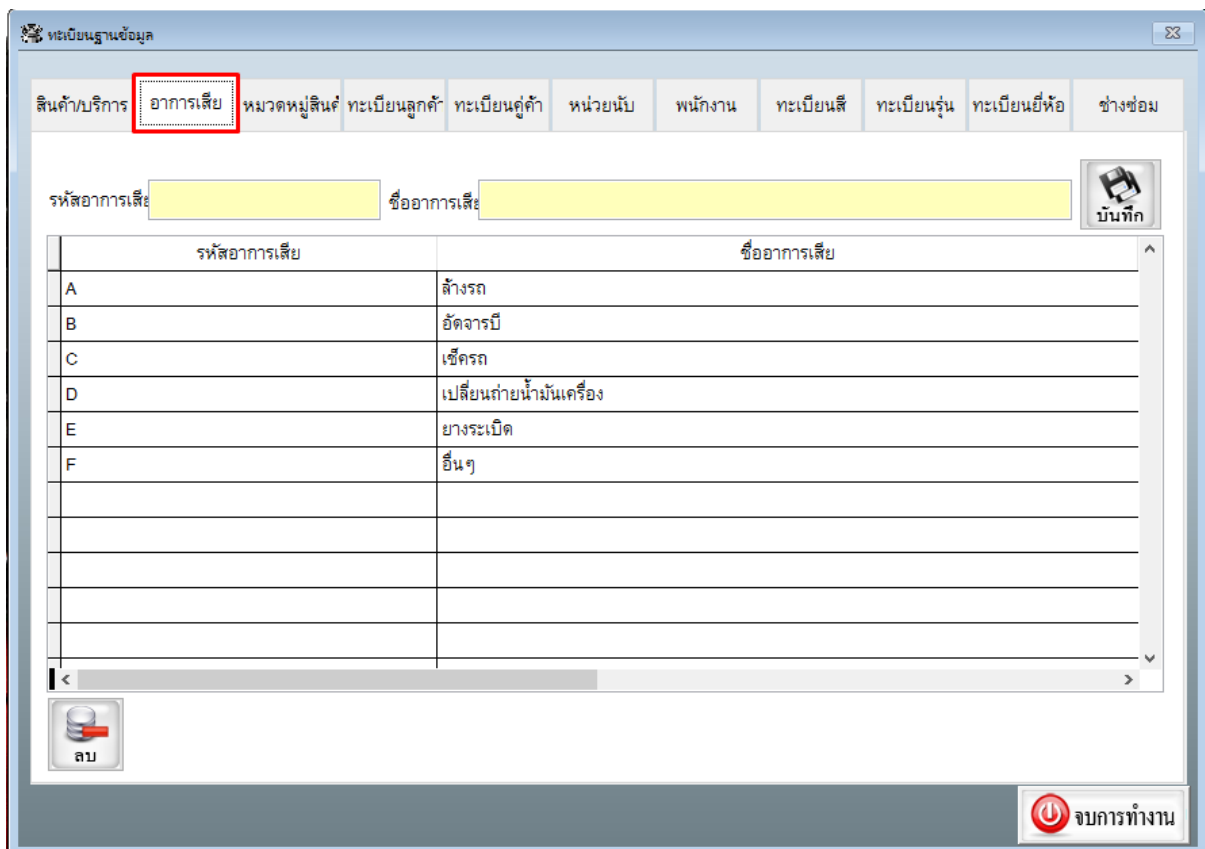 ทะเบียนฐานข้อมูล
สินค้า/บริการ อาการเสีย หมวดหมู่สินค้ ทะเบียนลูกค้า ทะเบียนคู่ค้า หน่วยนับ พนักงาน ทะเบียนสี ทะเบียนรุ่น ทะเบียนยี่ห้อ ช่างซ่อม
รหัสอาการเสีย ชื่ออาการเสีย บันทึก
รหัสอาการเสีย ชื่ออาการเสีย
A ล้างรถ
B อัดจารบี
C เช็ครถ
D เปลี่ยนถ่ายน้ำมันเครื่อง
E ยางระเบิด
F อื่นๆ
ลบ
จบการทำงาน